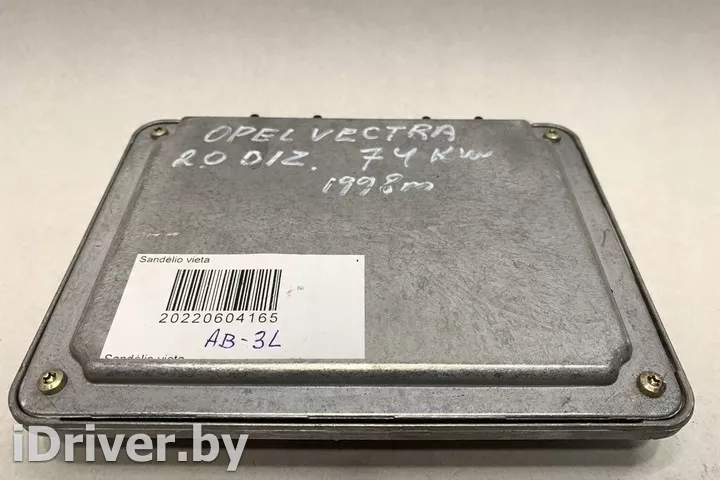 OPEL VECTRA
2.0 DIZ. 74 KW
1998m
Sandėlio vieta
20220604165
AB-3L
Sandėlio vieta
iDriver.by